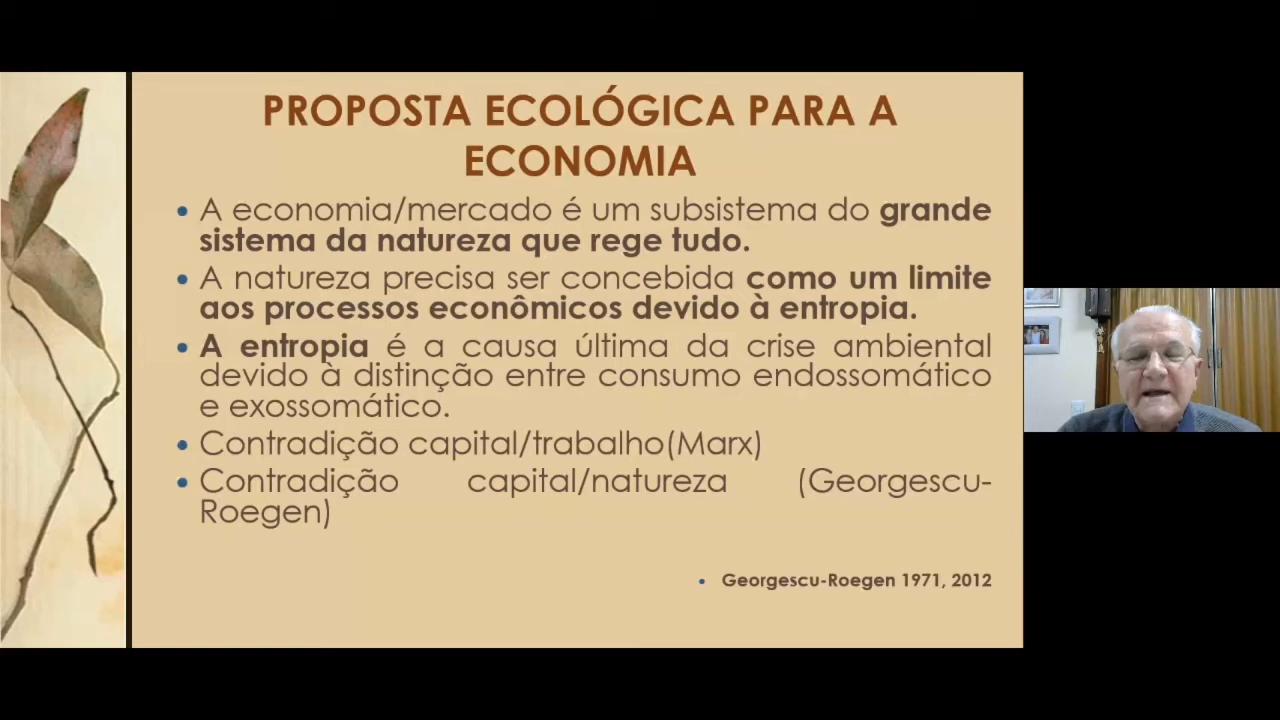 PROPOSTA ECOLÓGICA PARA A
ECONOMIA
• A economia/mercado é um subsistema do grande
sistema da natureza que rege tudo.
• A natureza precisa ser concebida como um limite
aos processos econômicos devido à entropia.
• A entropia é a causa última da crise ambiental
devido à distinção entre consumo endossomático
e exossomático.
• Contradição capital/trabalho(Marx)
• Contradição capital/natureza (Georgescu-
Roegen)
• Georgescu-Roegen 1971, 2012